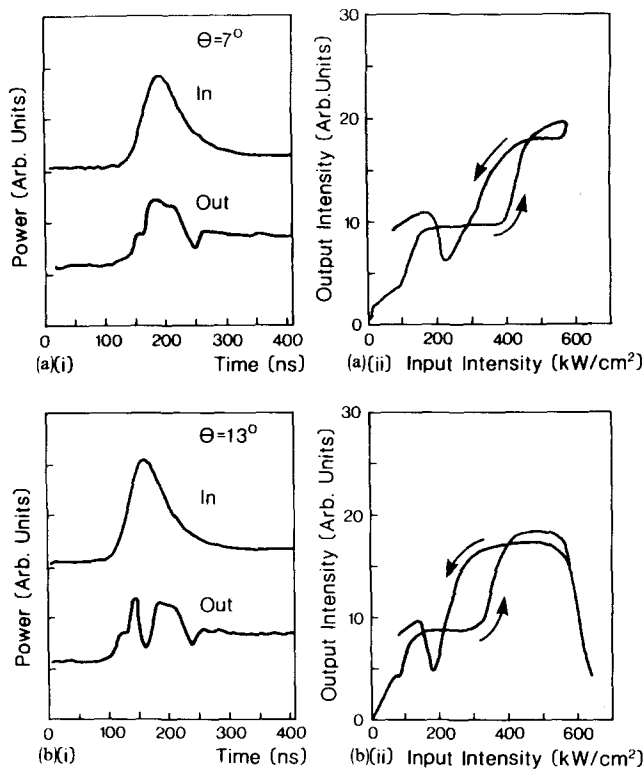 Θ=7°
In
Out
Power (Arb. Units)
0 100 200 300 400
(a)(i) Time (ns)
30
20
10
0
Output Intensity (Arb.Units)
0 200 400 600
(a)(ii) Input Intensity (kW/cm²)
Θ=13°
In
Out
Power (Arb. Units)
0 100 200 300 400
(b)(i) Time (ns)
30
20
10
0
Output Intensity (Arb. Units)
0 200 400 600
(b)(ii) Input Intensity (kW/cm²)